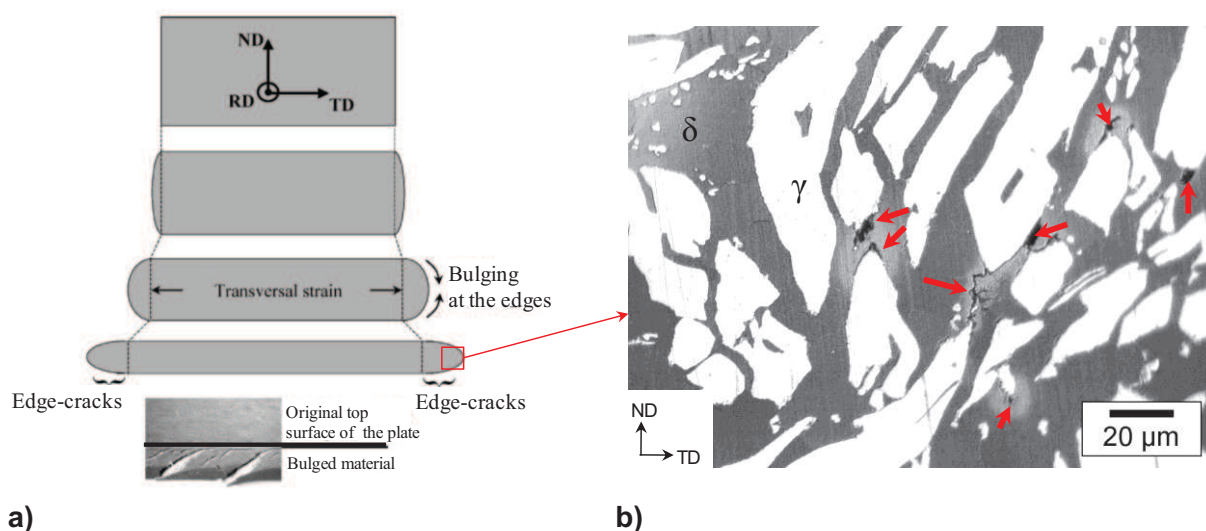 ND
RD
TD
Transversal strain
Bulging
at the edges
Edge-cracks
Edge-cracks
Original top
surface of the plate
Bulged material
a)
δ
γ
ND
TD
20 µm
b)